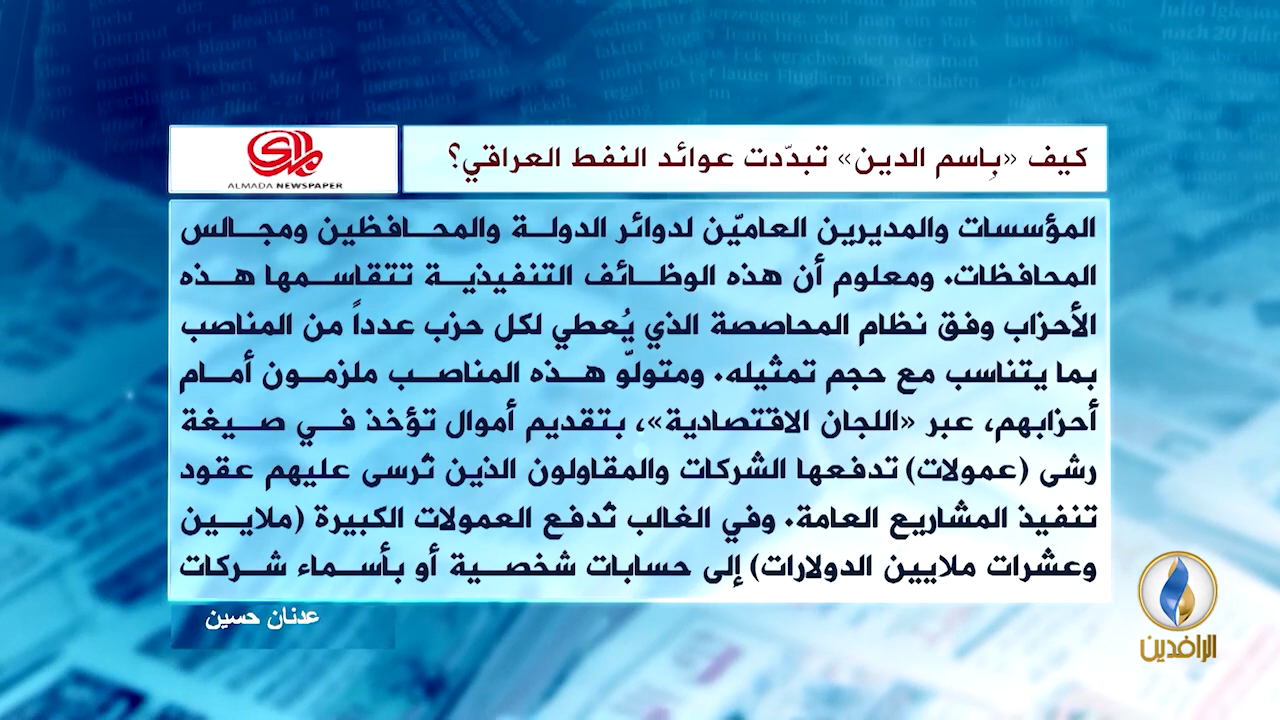 كيف «بِاسم الدين» تبدّدت عوائد النفط العراقي؟
المدى
ALMADA NEWSPAPER
المؤسسات والمديرين العاميّن لدوائر الدولة والمحافظين ومجالس
المحافظات. ومعلوم أن هذه الوظائف التنفيذية تتقاسمها هذه
الأحزاب وفق نظام المحاصصة الذي يُعطي لكل حزب عدداً من المناصب
بما يتناسب مع حجم تمثيله. ومتولّو هذه المناصب ملزمون أمام
أحزابهم، عبر «اللجان الاقتصادية»، بتقديم أموال تؤخذ في صيغة
رشى (عمولات) تدفعها الشركات والمقاولون الذين تُرسى عليهم عقود
تنفيذ المشاريع العامة. وفي الغالب تُدفع العمولات الكبيرة (ملايين
وعشرات ملايين الدولارات) إلى حسابات شخصية أو بأسماء شركات
عدنان حسين
الرافدين